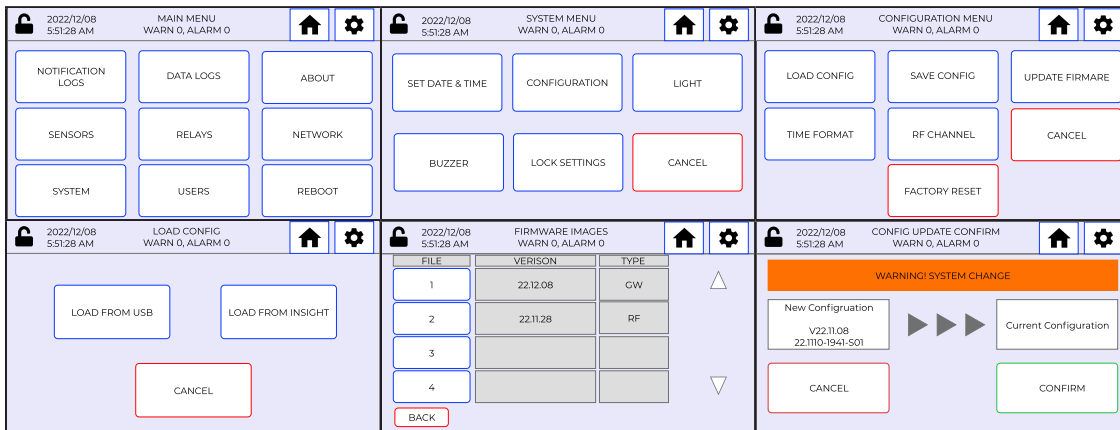 2022/12/08
5:51:28 AM
MAIN MENU
WARN 0, ALARM 0
NOTIFICATION
LOGS
DATA LOGS
ABOUT
SENSORS
RELAYS
NETWORK
SYSTEM
USERS
REBOOT
2022/12/08
5:51:28 AM
SYSTEM MENU
WARN 0, ALARM 0
SET DATE & TIME
CONFIGURATION
LIGHT
BUZZER
LOCK SETTINGS
CANCEL
2022/12/08
5:51:28 AM
CONFIGURATION MENU
WARN 0, ALARM 0
LOAD CONFIG
SAVE CONFIG
UPDATE FIRMARE
TIME FORMAT
RF CHANNEL
CANCEL
FACTORY RESET
2022/12/08
5:51:28 AM
LOAD CONFIG
WARN 0, ALARM 0
LOAD FROM USB
LOAD FROM INSIGHT
CANCEL
2022/12/08
5:51:28 AM
FIRMWARE IMAGES
WARN 0, ALARM 0
FILE VERISON TYPE
1 22.12.08 GW
2 22.11.28 RF
3
4
BACK
2022/12/08
5:51:28 AM
CONFIG UPDATE CONFIRM
WARN 0, ALARM 0
WARNING! SYSTEM CHANGE
New Configruation
V22.11.08
22.1110-1941-S01
Current Configuration
CANCEL
CONFIRM